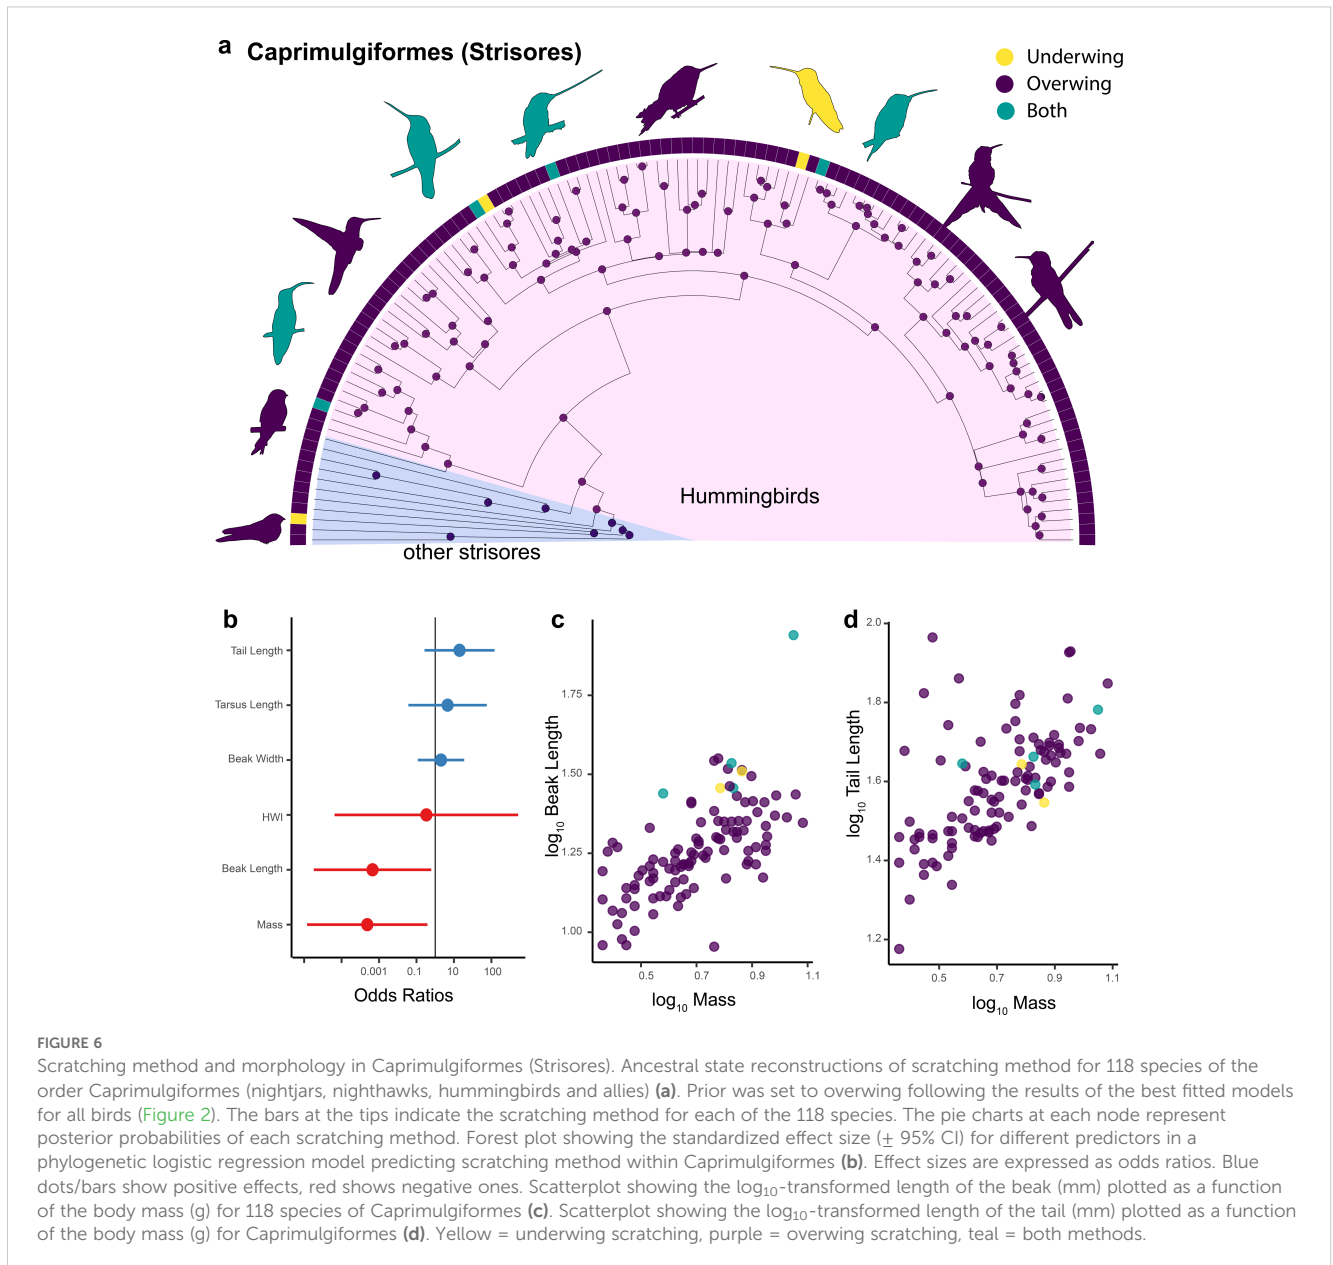 a Caprimulgiformes (Strisores)
Underwing
Overwing
Both
Hummingbirds
other strisores
b
Tail Length
Tarsus Length
Beak Width
HWI
Beak Length
Mass
0.001 0.1 10 100
Odds Ratios
c
log10 Beak Length
1.75
1.50
1.25
1.00
0.5 0.7 0.9 1.1
log10 Mass
d
log10 Tail Length
2.0
1.8
1.6
1.4
1.2
0.5 0.7 0.9 1.1
log10 Mass
FIGURE 6
Scratching method and morphology in Caprimulgiformes (Strisores). Ancestral state reconstructions of scratching method for 118 species of the
order Caprimulgiformes (nightjars, nighthawks, hummingbirds and allies) (a). Prior was set to overwing following the results of the best fitted models
for all birds (Figure 2). The bars at the tips indicate the scratching method for each of the 118 species. The pie charts at each node represent
posterior probabilities of each scratching method. Forest plot showing the standardized effect size (± 95% CI) for different predictors in a
phylogenetic logistic regression model predicting scratching method within Caprimulgiformes (b). Effect sizes are expressed as odds ratios. Blue
dots/bars show positive effects, red shows negative ones. Scatterplot showing the log10-transformed length of the beak (mm) plotted as a function
of the body mass (g) for 118 species of Caprimulgiformes (c). Scatterplot showing the log10-transformed length of the tail (mm) plotted as a function
of the body mass (g) for Caprimulgiformes (d). Yellow = underwing scratching, purple = overwing scratching, teal = both methods.